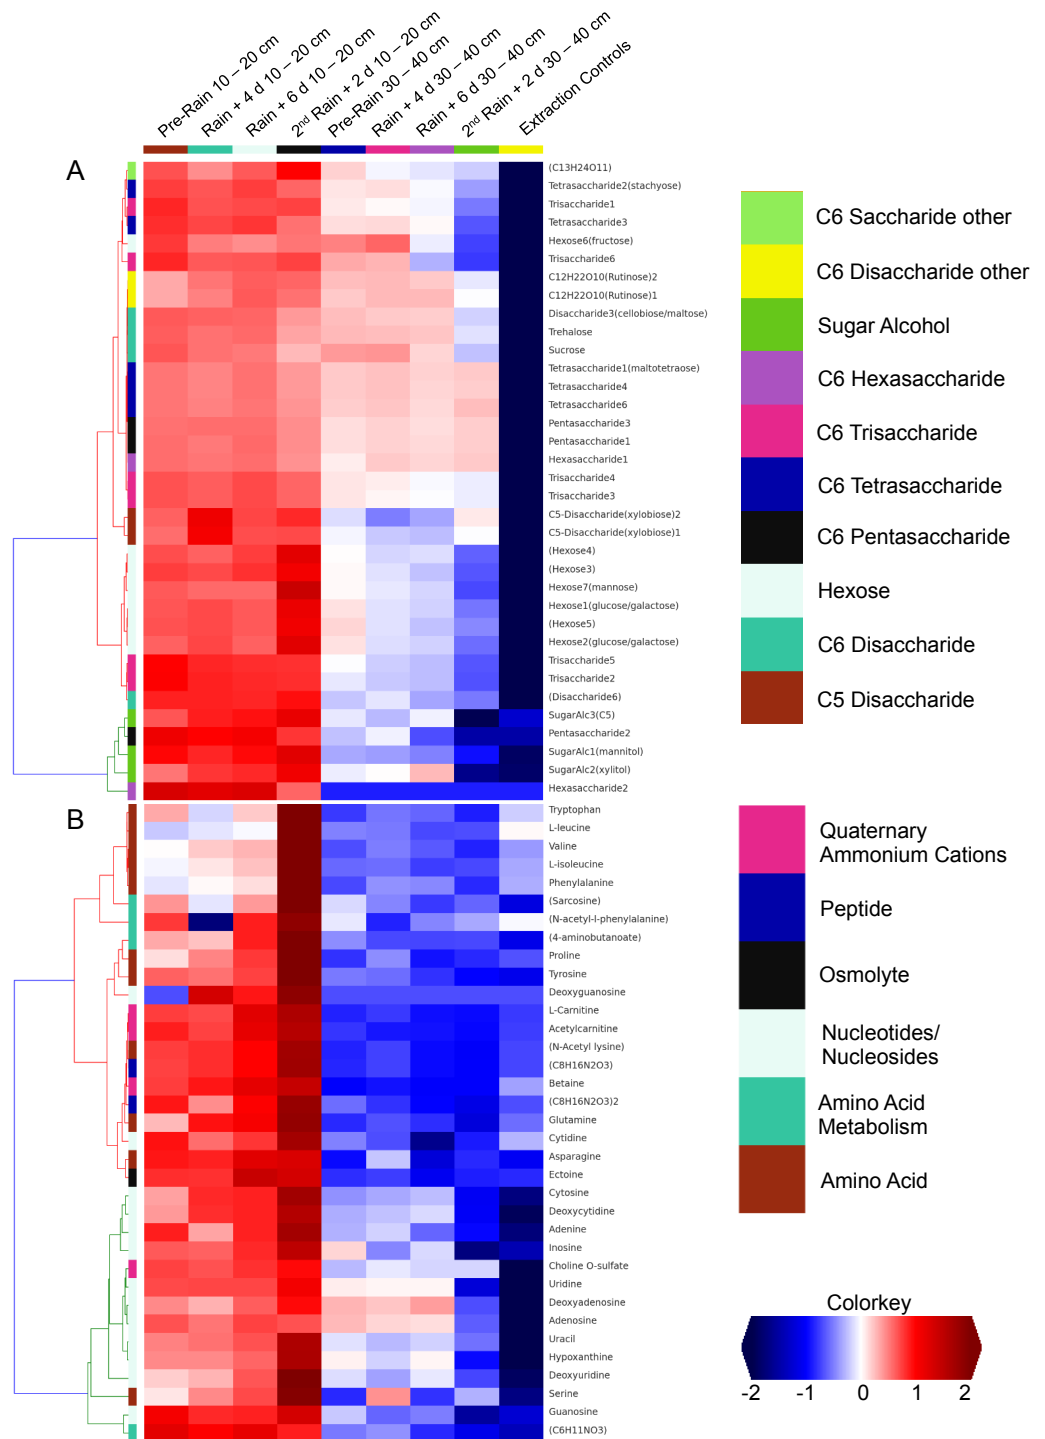 Pre-Rain 10 – 20 cm
Rain + 4 d 10 – 20 cm
Rain + 6 d 10 – 20 cm
2nd Rain + 2 d 10 – 20 cm
Pre-Rain 30 – 40 cm
Rain + 4 d 30 – 40 cm
Rain + 6 d 30 – 40 cm
2nd Rain + 2 d 30 – 40 cm
Extraction Controls
A
(C13H24O11)
Tetrasaccharide2(stachyose)
Trisaccharide1
Tetrasaccharide3
Hexose6(fructose)
Trisaccharide6
C12H22O10(Rutinose)2
C12H22O10(Rutinose)1
Disaccharide3(cellobiose/maltose)
Trehalose
Sucrose
Tetrasaccharide1(maltotetraose)
Tetrasaccharide4
Tetrasaccharide6
Pentasaccharide3
Pentasaccharide1
Hexasaccharide1
Trisaccharide4
Trisaccharide3
C5-Disaccharide(xylobiose)2
C5-Disaccharide(xylobiose)1
(Hexose4)
(Hexose3)
Hexose7(mannose)
Hexose1(glucose/galactose)
(Hexose5)
Hexose2(glucose/galactose)
Trisaccharide5
Trisaccharide2
(Disaccharide6)
SugarAlc3(C5)
Pentasaccharide2
SugarAlc1(mannitol)
SugarAlc2(xylitol)
Hexasaccharide2
C6 Saccharide other
C6 Disaccharide other
Sugar Alcohol
C6 Hexasaccharide
C6 Trisaccharide
C6 Tetrasaccharide
C6 Pentasaccharide
Hexose
C6 Disaccharide
C5 Disaccharide
B
Tryptophan
L-leucine
Valine
L-isoleucine
Phenylalanine
(Sarcosine)
(N-acetyl-l-phenylalanine)
(4-aminobutanoate)
Proline
Tyrosine
Deoxyguanosine
L-Carnitine
Acetylcarnitine
(N-Acetyl lysine)
(C8H16N2O3)
Betaine
(C8H16N2O3)2
Glutamine
Cytidine
Asparagine
Ectoine
Cytosine
Deoxycytidine
Adenine
Inosine
Choline O-sulfate
Uridine
Deoxyadenosine
Adenosine
Uracil
Hypoxanthine
Deoxyuridine
Serine
Guanosine
(C6H11NO3)
Quaternary
Ammonium Cations
Peptide
Osmolyte
Nucleotides/
Nucleosides
Amino Acid
Metabolism
Amino Acid
Colorkey
-2 -1 0 1 2